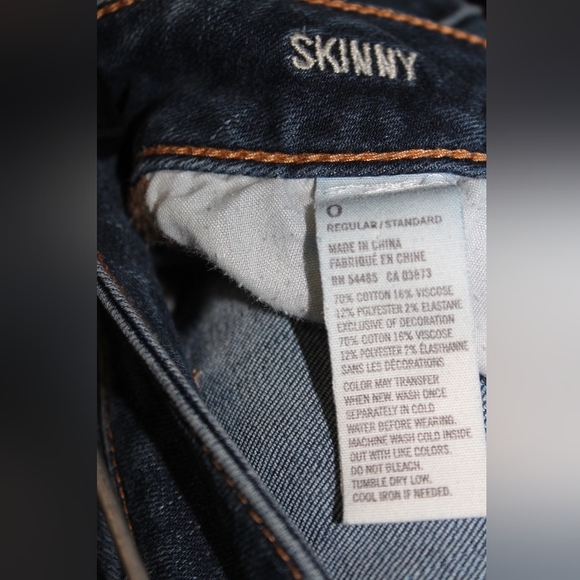 SKINNY
0
REGULAR/STANDARD
MADE IN CHINA
FABRIQUÉ EN CHINE
RN 54485 CA 03873
70% COTTON 16% VISCOSE
12% POLYESTER 2% ELASTANE
EXCLUSIVE OF DECORATION
70% COTON 16% VISCOSE
12% POLYESTER 2% ÉLASTHANNE
SANS LES DÉCORATIONS
COLOR MAY TRANSFER
WHEN NEW. WASH ONCE
SEPARATELY IN COLD
WATER BEFORE WEARING.
MACHINE WASH COLD INSIDE
OUT WITH LIKE COLORS.
DO NOT BLEACH.
TUMBLE DRY LOW.
COOL IRON IF NEEDED.